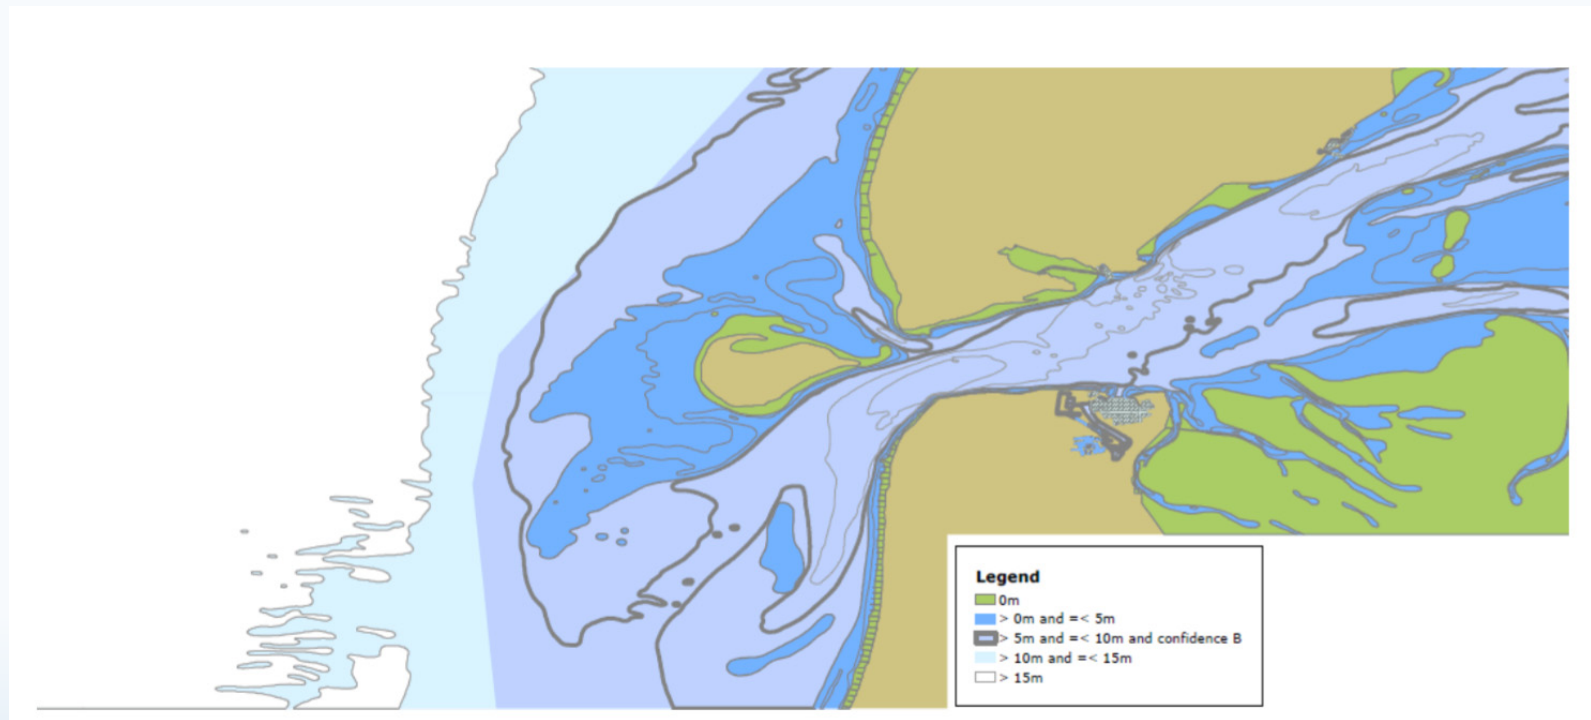 Legend
0m
> 0m and =< 5m
> 5m and =< 10m and confidence B
> 10m and =< 15m
> 15m